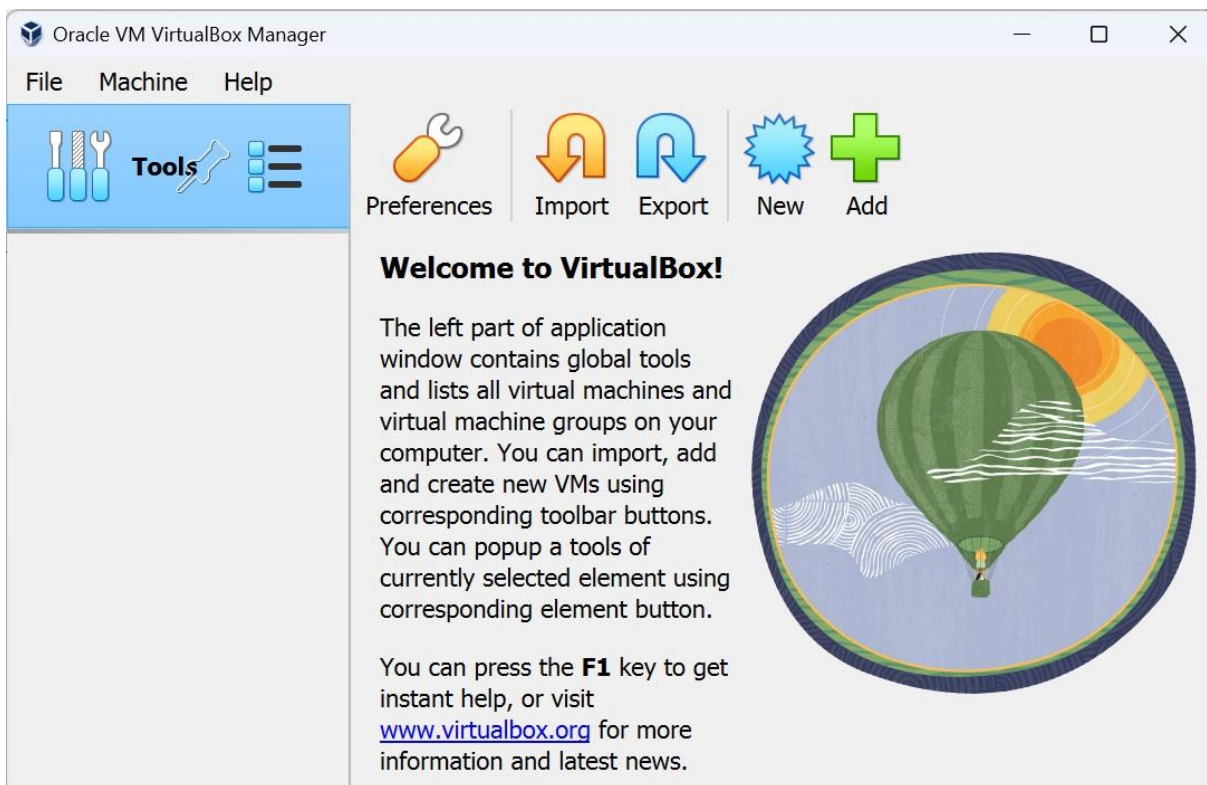 Oracle VM VirtualBox Manager
File Machine Help
Tools
Preferences Import Export New Add
Welcome to VirtualBox!
The left part of application
window contains global tools
and lists all virtual machines and
virtual machine groups on your
computer. You can import, add
and create new VMs using
corresponding toolbar buttons.
You can popup a tools of
currently selected element using
corresponding element button.
You can press the F1 key to get
instant help, or visit
www.virtualbox.org for more
information and latest news.